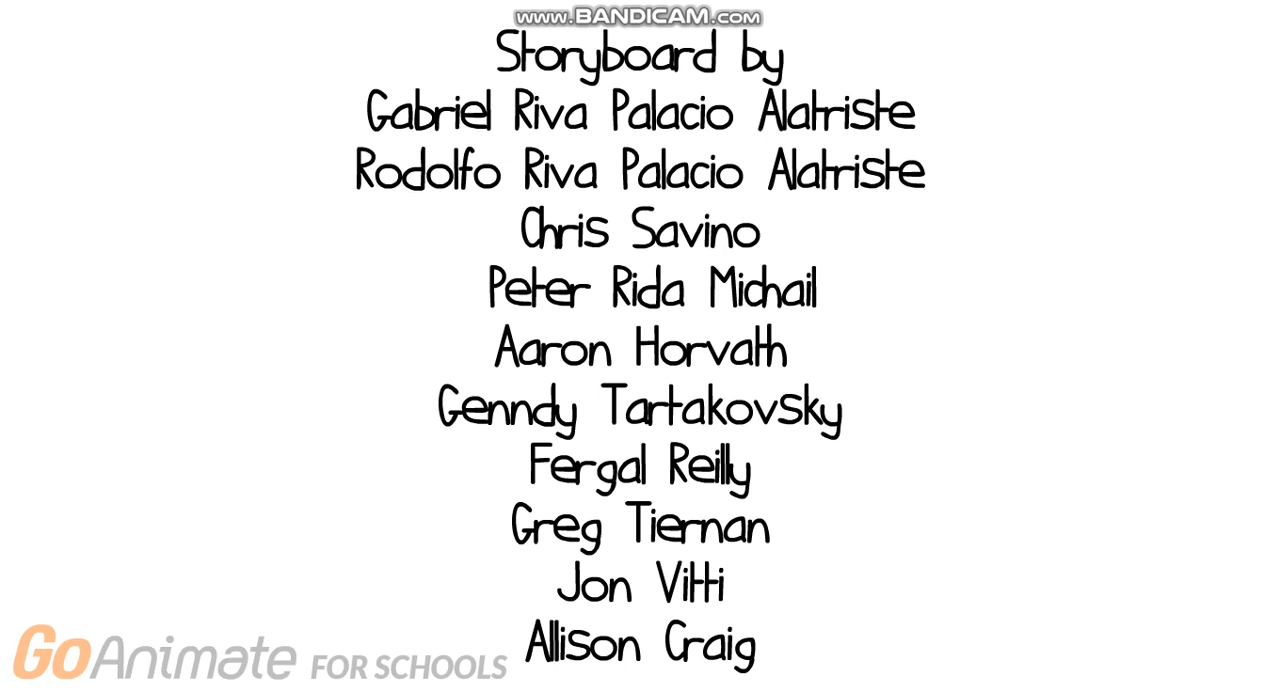 www.BANDICAM.com
Storyboard by
Gabriel Riva Palacio Alatriste
Rodolfo Riva Palacio Alatriste
Chris Savino
Peter Rida Michail
Aaron Horvath
Genndy Tartakovsky
Fergal Reilly
Greg Tiernan
Jon Vitti
Allison Craig
GoAnimate FOR SCHOOLS